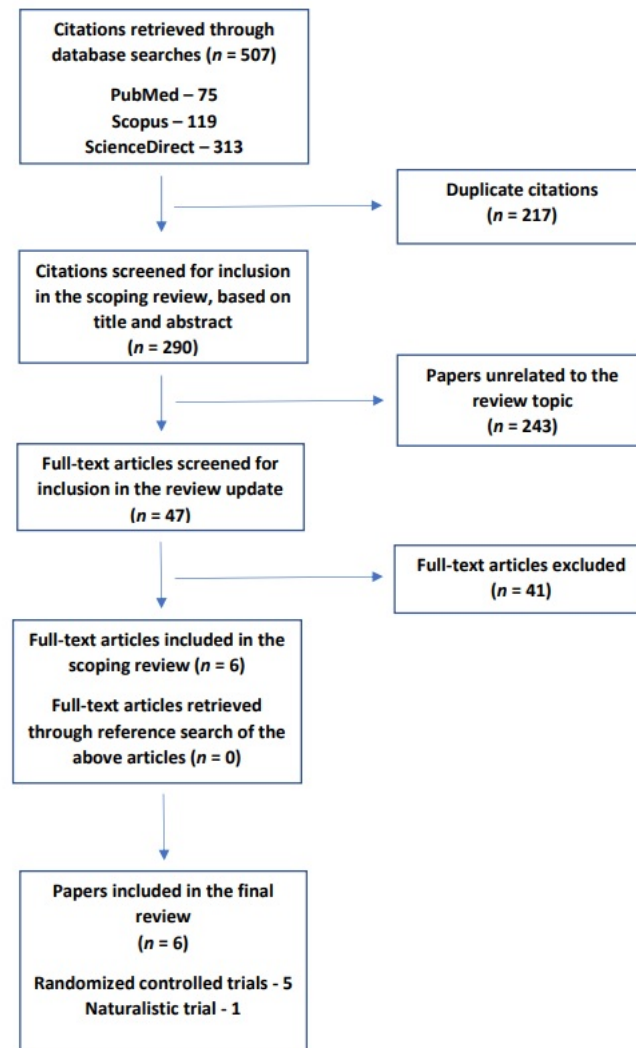 Citations retrieved through
database searches (n = 507)
PubMed – 75
Scopus – 119
ScienceDirect – 313
Duplicate citations
(n = 217)
Citations screened for inclusion
in the scoping review, based on
title and abstract
(n = 290)
Papers unrelated to the
review topic
(n = 243)
Full-text articles screened for
inclusion in the review update
(n = 47)
Full-text articles excluded
(n = 41)
Full-text articles included in the
scoping review (n = 6)
Full-text articles retrieved
through reference search of the
above articles (n = 0)
Papers included in the final
review
(n = 6)
Randomized controlled trials - 5
Naturalistic trial - 1